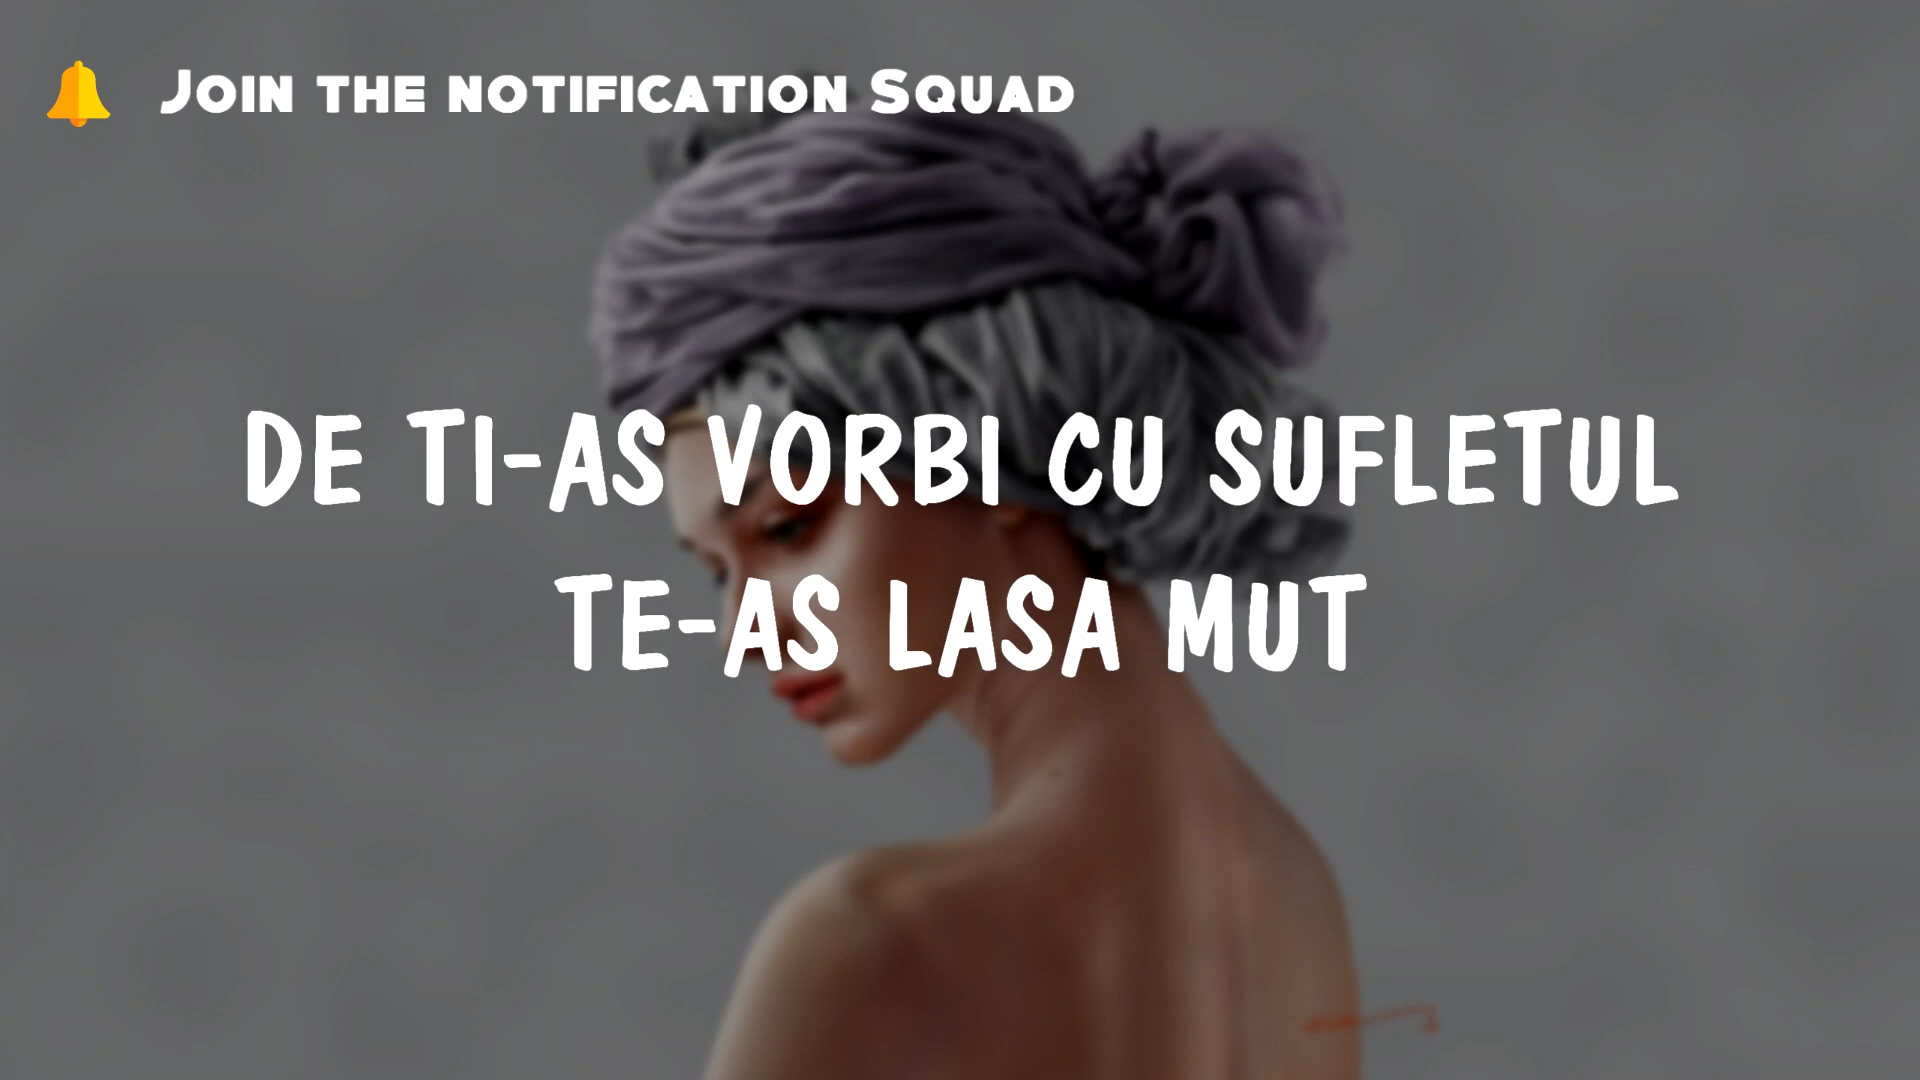 Join the notification Squad
DE TI-AS VORBI CU SUFLETUL
TE-AS LASA MUT